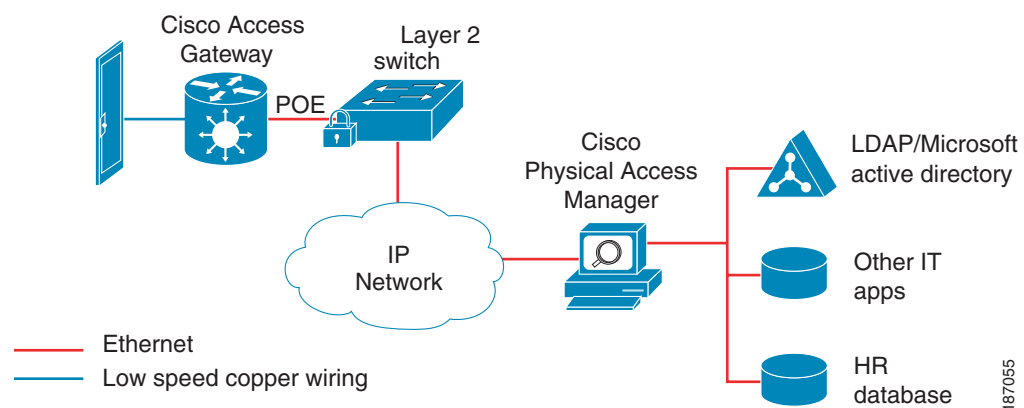 Cisco Access
Gateway
Layer 2
switch
POE
Cisco
Physical Access
Manager
LDAP/Microsoft
active directory
IP
Network
Other IT
apps
Ethernet
Low speed copper wiring
HR
database
187055